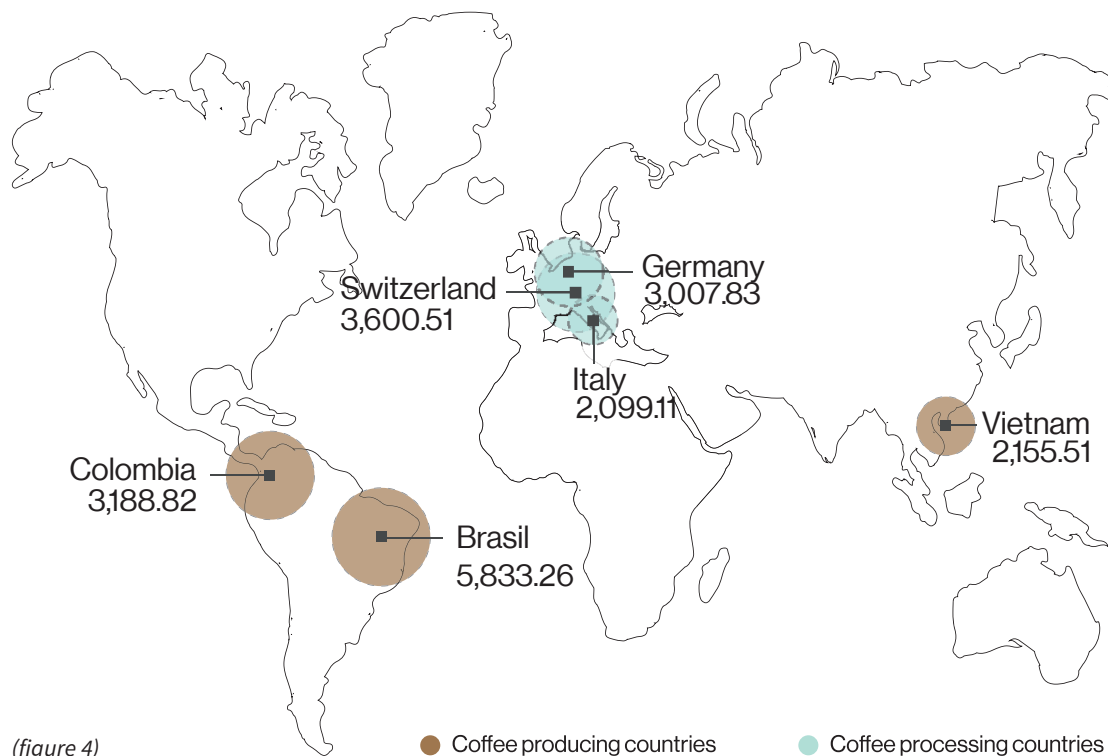 Germany
3,007.83
Switzerland
3,600.51
Italy
2,099.11
Vietnam
2,155.51
Colombia
3,188.82
Brasil
5,833.26
(figure 4)
Coffee producing countries
Coffee processing countries